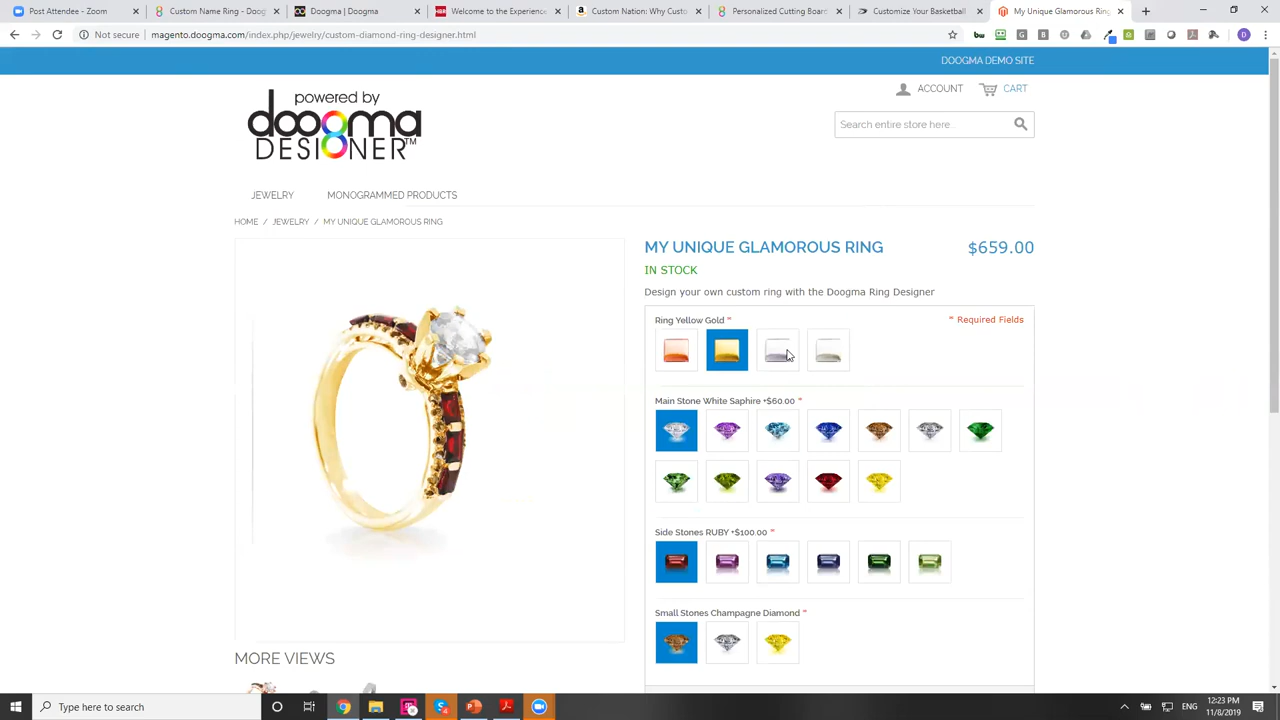 Post Attendee - Zoom
Custom Name Ring - Doog
Doogma () | Doogma
Welcome to the Experience
Custom Nation Why Custo
Personalized Cutting Board
Customize Your Basketball
My Unique Glamorous Ring
Not secure | magento.doogma.com/index.php/jewelry/custom-diamond-ring-designer.html
DOOGMA DEMO SITE
ACCOUNT CART
powered by
doogma
DESIGNER™
Search entire store here...
JEWELRY MONOGRAMMED PRODUCTS
HOME / JEWELRY / MY UNIQUE GLAMOROUS RING
MY UNIQUE GLAMOROUS RING $659.00
IN STOCK
Design your own custom ring with the Doogma Ring Designer
Ring Yellow Gold * * Required Fields
Main Stone White Saphire +$60.00 *
Side Stones RUBY +$100.00 *
Small Stones Champagne Diamond *
MORE VIEWS
Type here to search
ENG
12:23 PM
11/8/2019